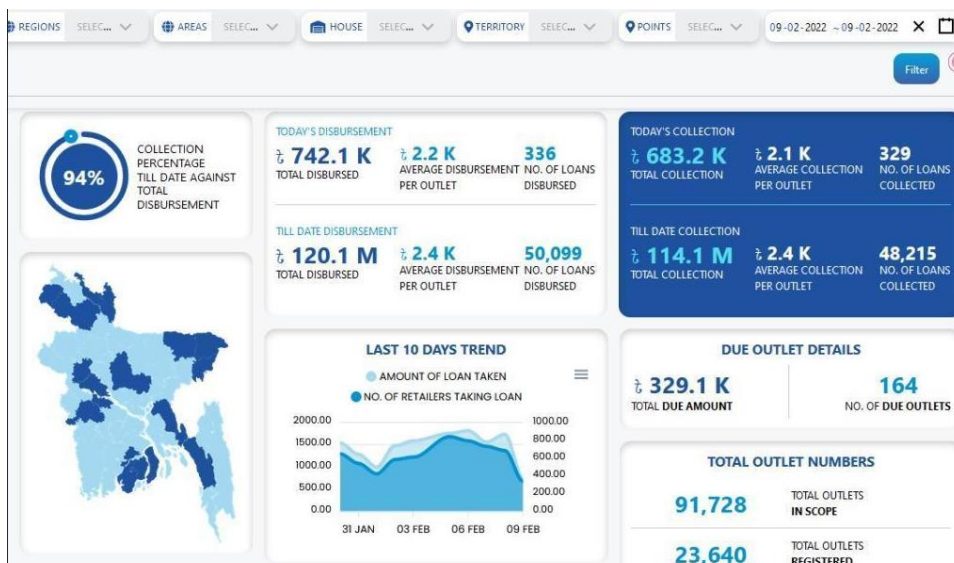 REGIONS SELEC... AREAS SELEC... HOUSE SELEC... TERRITORY SELEC... POINTS SELEC... 09-02-2022 ~ 09-02-2022
Filter
94%
COLLECTION
PERCENTAGE
TILL DATE AGAINST
TOTAL
DISBURSEMENT
TODAY'S DISBURSEMENT
৳ 742.1 K
TOTAL DISBURSED
৳ 2.2 K
AVERAGE DISBURSEMENT
PER OUTLET
336
NO. OF LOANS
DISBURSED
TILL DATE DISBURSEMENT
৳ 120.1 M
TOTAL DISBURSED
৳ 2.4 K
AVERAGE DISBURSEMENT
PER OUTLET
50,099
NO. OF LOANS
DISBURSED
TODAY'S COLLECTION
৳ 683.2 K
TOTAL COLLECTION
৳ 2.1 K
AVERAGE COLLECTION
PER OUTLET
329
NO. OF LOANS
COLLECTED
TILL DATE COLLECTION
৳ 114.1 M
TOTAL COLLECTION
৳ 2.4 K
AVERAGE COLLECTION
PER OUTLET
48,215
NO. OF LOANS
COLLECTED
LAST 10 DAYS TREND
AMOUNT OF LOAN TAKEN
NO. OF RETAILERS TAKING LOAN
2000.00 1000.00
1500.00 800.00
1000.00 600.00
500.00 400.00
0.00 200.00
0.00
31 JAN 03 FEB 06 FEB 09 FEB
DUE OUTLET DETAILS
৳ 329.1 K
TOTAL DUE AMOUNT
164
NO. OF DUE OUTLETS
TOTAL OUTLET NUMBERS
91,728
TOTAL OUTLETS
IN SCOPE
23,640
TOTAL OUTLETS
REGISTERED